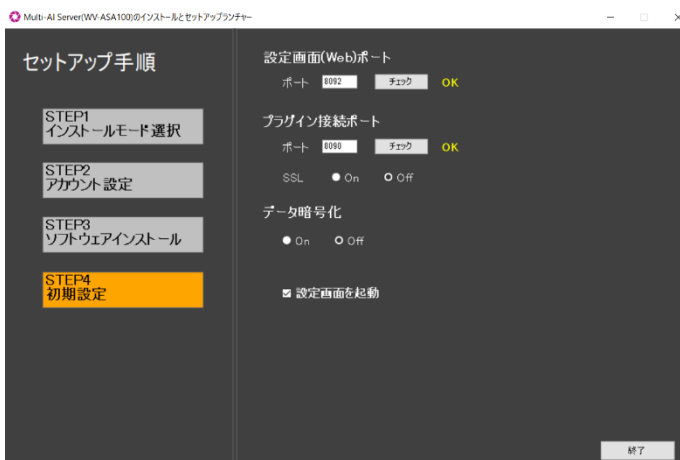 Multi-AI Server(WV-ASA100)のインストールとセットアップランチャー
セットアップ手順
STEP1
インストールモード選択
STEP2
アカウント設定
STEP3
ソフトウェアインストール
STEP4
初期設定
設定画面(Web)ポート
ポート 8092 チェック OK
プラグイン接続ポート
ポート 8090 チェック OK
SSL On Off
データ暗号化
On Off
設定画面を起動
終了